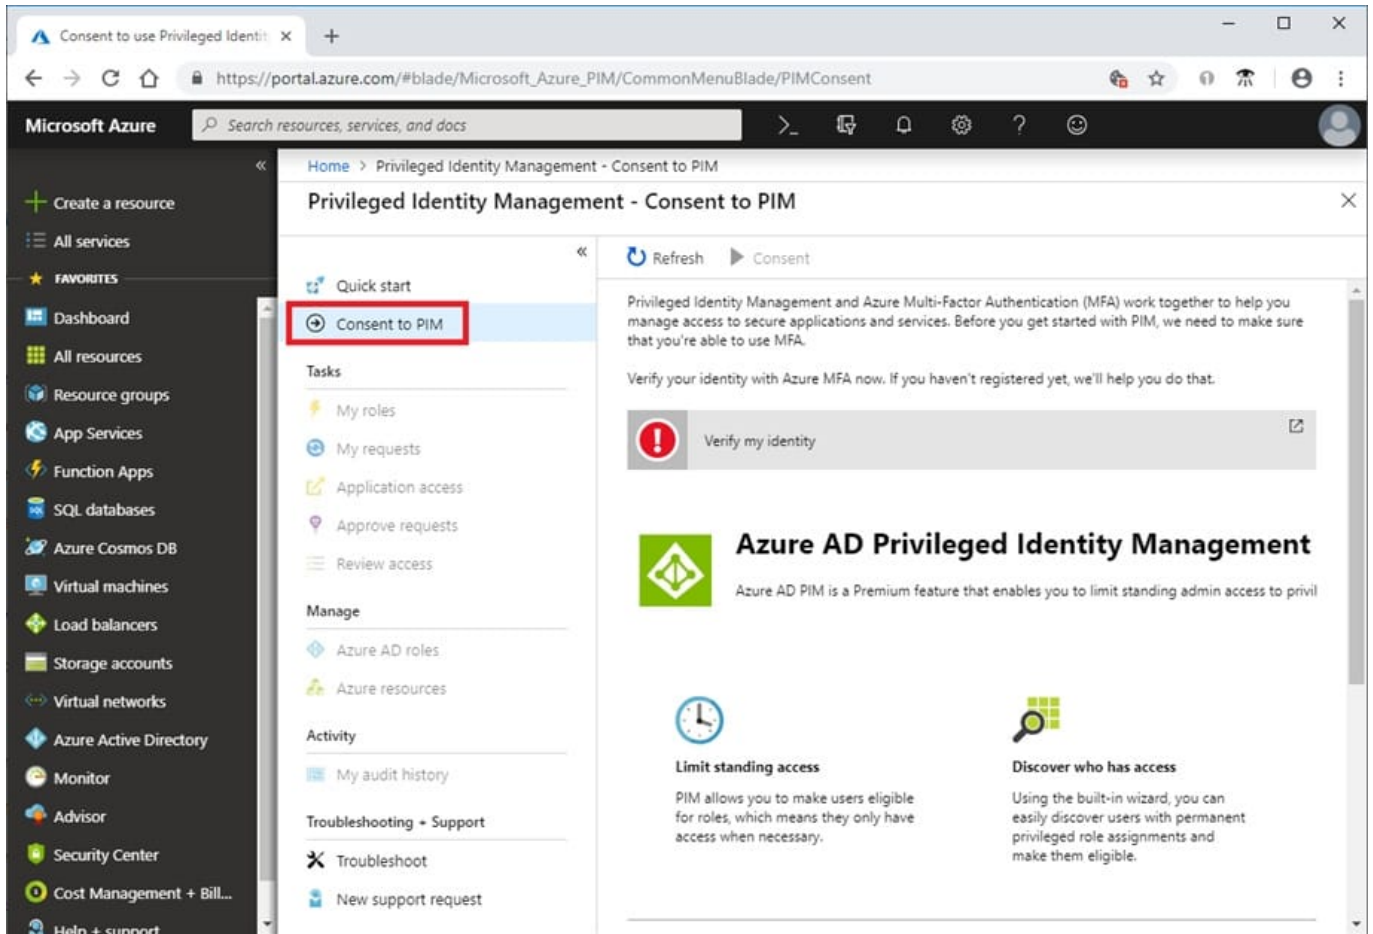 Consent to use Privileged Identit
https://portal.azure.com/#blade/Microsoft_Azure_PIM/CommonMenuBlade/PIMConsent
Microsoft Azure
Search resources, services, and docs
Create a resource
All services
FAVORITES
Dashboard
All resources
Resource groups
App Services
Function Apps
SQL databases
Azure Cosmos DB
Virtual machines
Load balancers
Storage accounts
Virtual networks
Azure Active Directory
Monitor
Advisor
Security Center
Cost Management + Bill...
Help + support
Home > Privileged Identity Management - Consent to PIM
Privileged Identity Management - Consent to PIM
Quick start
Consent to PIM
Tasks
My roles
My requests
Application access
Approve requests
Review access
Manage
Azure AD roles
Azure resources
Activity
My audit history
Troubleshooting + Support
Troubleshoot
New support request
Refresh
Consent
Privileged Identity Management and Azure Multi-Factor Authentication (MFA) work together to help you
manage access to secure applications and services. Before you get started with PIM, we need to make sure
that you're able to use MFA.
Verify your identity with Azure MFA now. If you haven't registered yet, we'll help you do that.
Verify my identity
Azure AD Privileged Identity Management
Azure AD PIM is a Premium feature that enables you to limit standing admin access to privil
Limit standing access
PIM allows you to make users eligible
for roles, which means they only have
access when necessary.
Discover who has access
Using the built-in wizard, you can
easily discover users with permanent
privileged role assignments and
make them eligible.